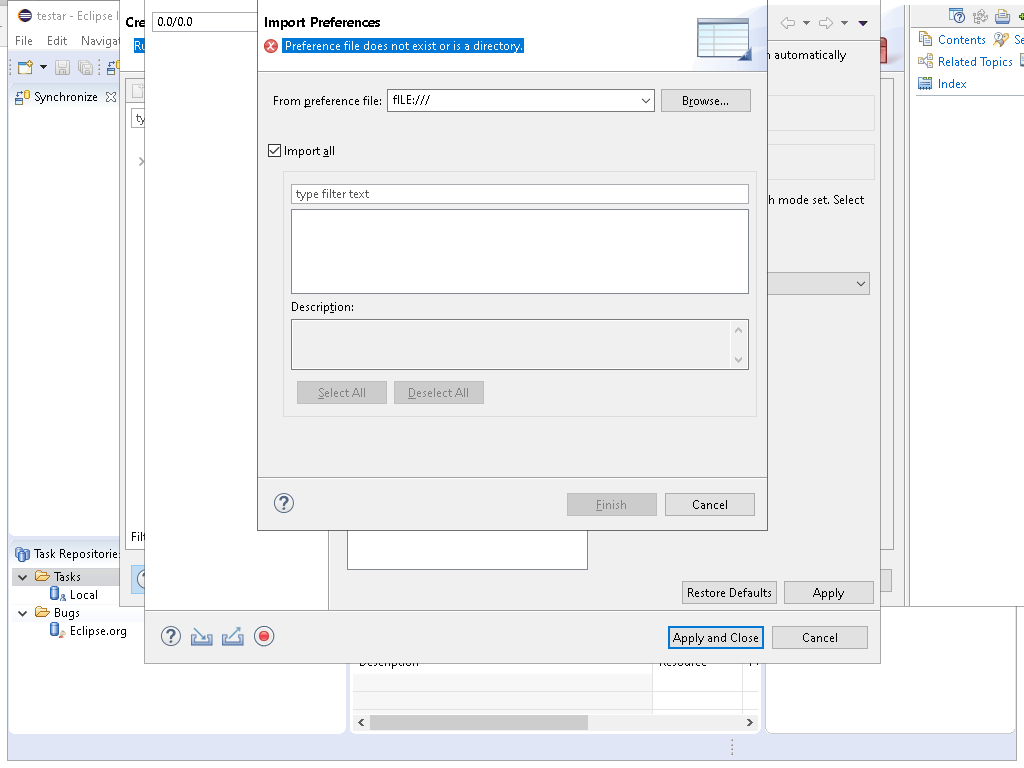 testar - Eclipse I
File Edit Navigat
Synchronize
Cre
Ru
ty
0.0/0.0
Import Preferences
Preference file does not exist or is a directory.
From preference file:
fILE:///
Browse...
Import all
type filter text
Description:
Select All
Deselect All
Finish
Cancel
automatically
h mode set. Select
Contents
Se
Related Topics
Index
Filt
Task Repositories
Tasks
Local
Bugs
Eclipse.org
Restore Defaults
Apply
Apply and Close
Cancel
Description
Resource